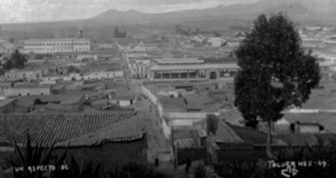 UN ASPECTO DE TOLUCA MEX-49